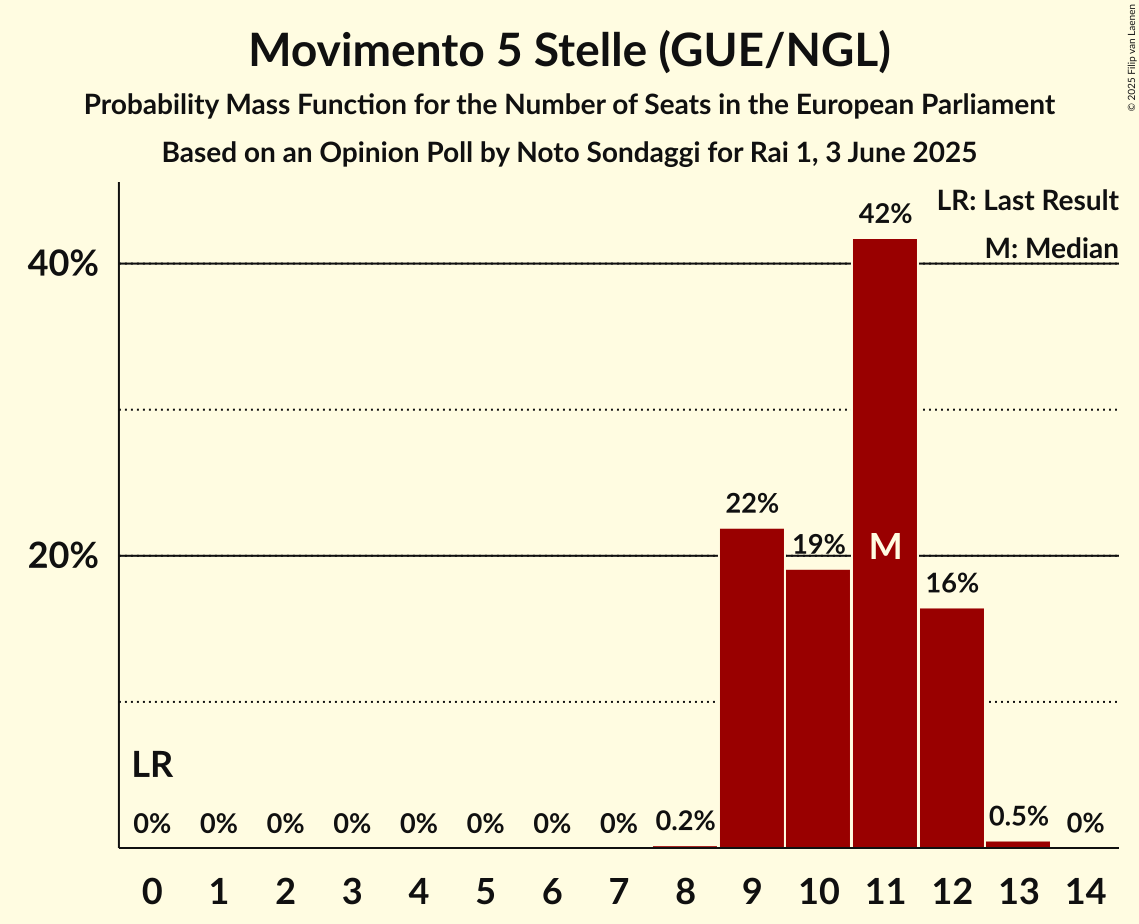 Movimento 5 Stelle (GUE/NGL)
Probability Mass Function for the Number of Seats in the European Parliament
Based on an Opinion Poll by Noto Sondaggi for Rai 1, 3 June 2025
© 2025 Filip van Laenen
LR: Last Result
M: Median
42%
40%
22%
19%
M
20%
16%
LR
0% 0% 0% 0% 0% 0% 0% 0% 0.2% 0.5% 0%
0 1 2 3 4 5 6 7 8 9 10 11 12 13 14